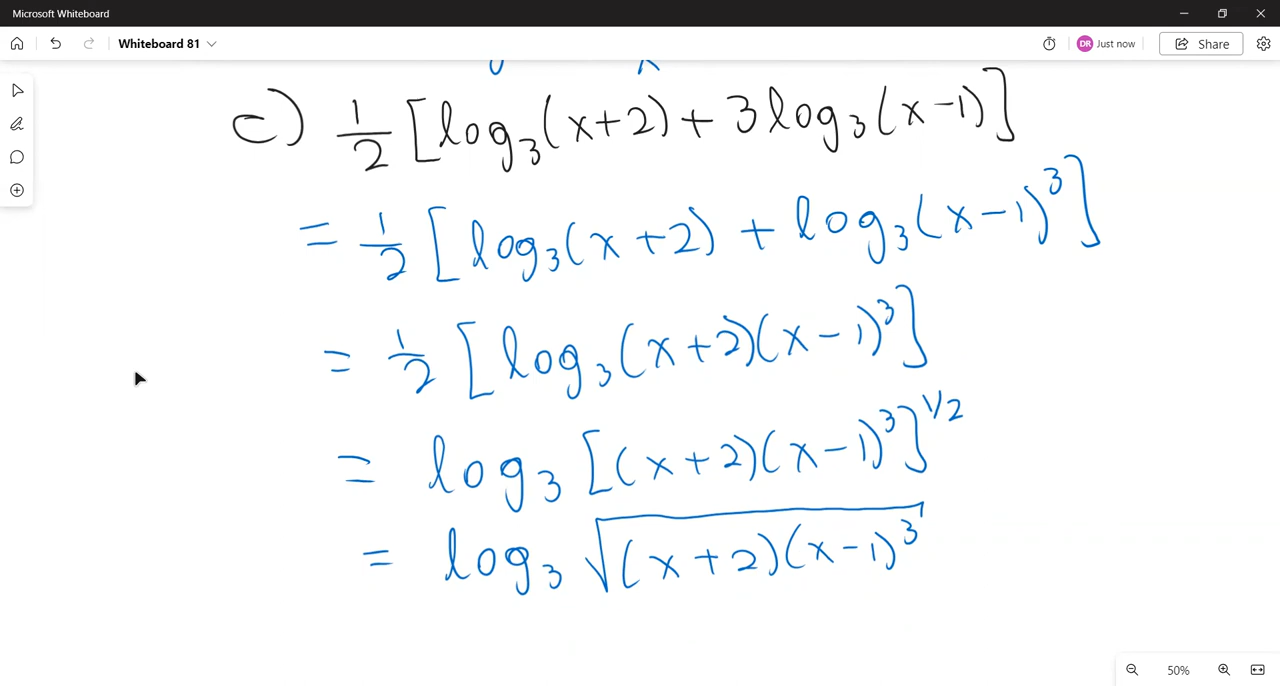 Microsoft Whiteboard
Whiteboard 81
DR Just now
Share
c) 1/2 [log₃(x+2) + 3log₃(x-1)]
= 1/2 [log₃(x+2) + log₃(x-1)³]
= 1/2 [log₃(x+2)(x-1)³]
= log₃ [(x+2)(x-1)³]^1/2
= log₃ √(x+2)(x-1)³
50%